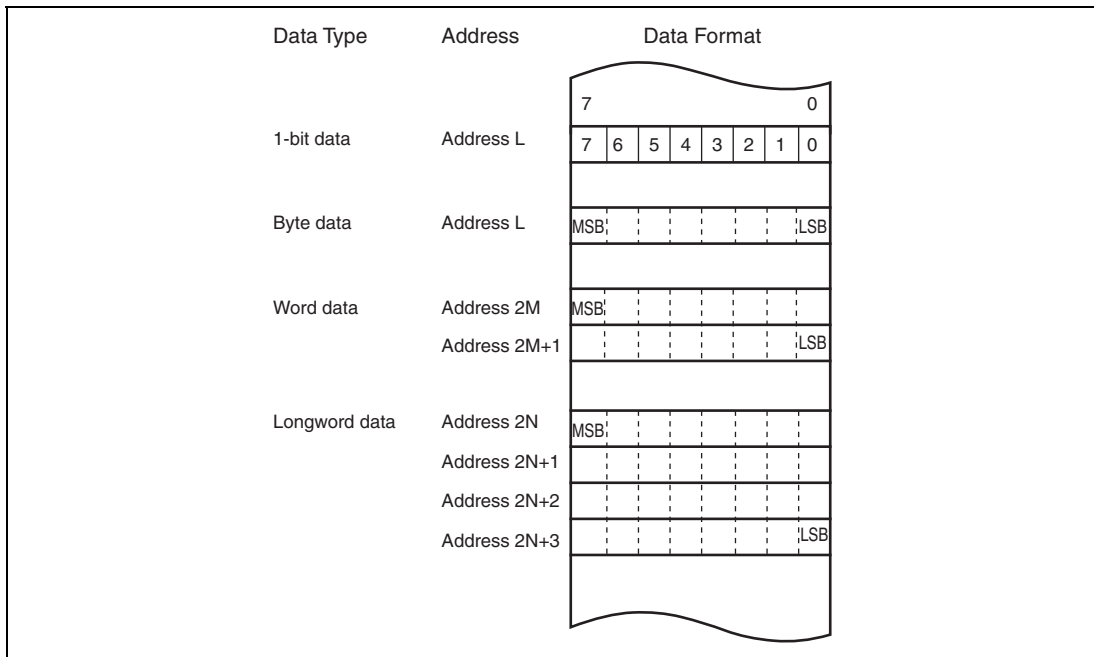 Data Type Address Data Format
7 0
1-bit data Address L 7 6 5 4 3 2 1 0
Byte data Address L MSB LSB
Word data Address 2M MSB
Address 2M+1 LSB
Longword data Address 2N MSB
Address 2N+1
Address 2N+2
Address 2N+3 LSB